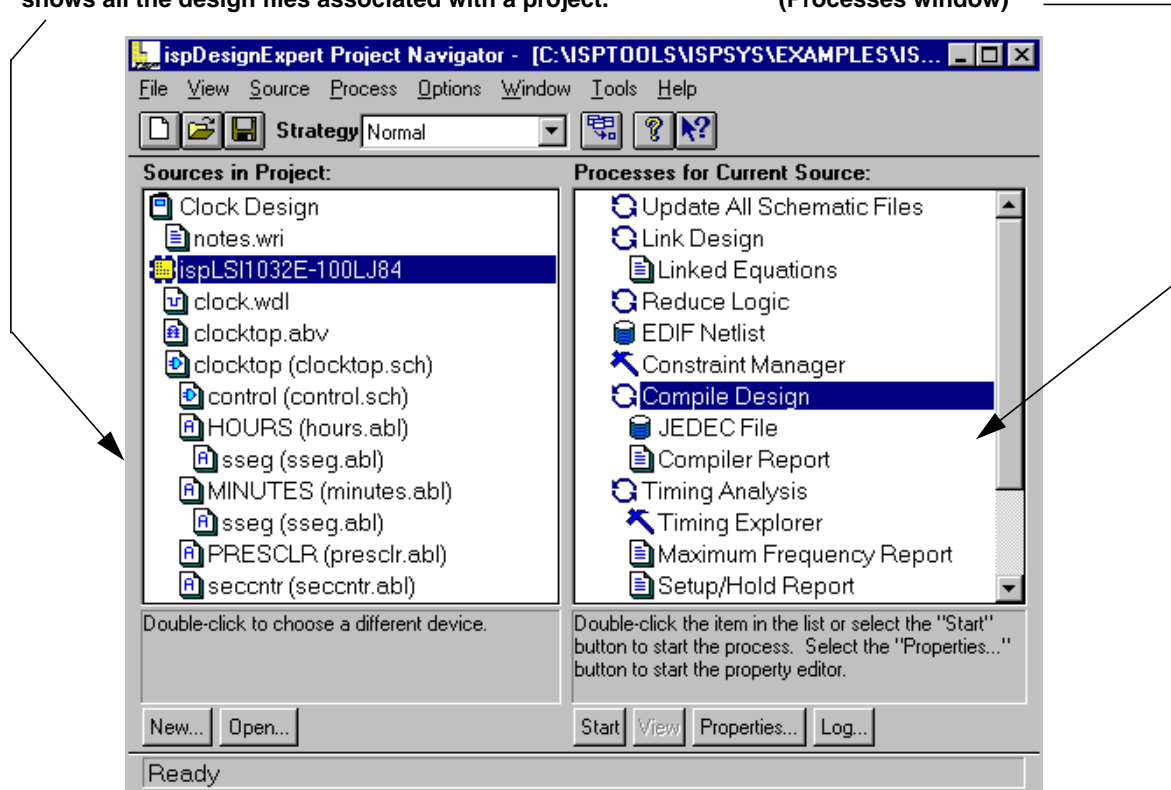 shows all the design files associated with a project.
(Processes window)
ispDesignExpert Project Navigator - [C:\ISPTOOLS\ISPSYS\EXAMPLES\IS...
File View Source Process Options Window Tools Help
Strategy Normal
Sources in Project:
Clock Design
notes.wri
ispLSI1032E-100LJ84
clock.wdl
clocktop.abv
clocktop (clocktop.sch)
control (control.sch)
HOURS (hours.abl)
sseg (sseg.abl)
MINUTES (minutes.abl)
sseg (sseg.abl)
PRESCLR (presclr.abl)
seccntr (seccntr.abl)
Double-click to choose a different device.
New... Open...
Processes for Current Source:
Update All Schematic Files
Link Design
Linked Equations
Reduce Logic
EDIF Netlist
Constraint Manager
Compile Design
JEDEC File
Compiler Report
Timing Analysis
Timing Explorer
Maximum Frequency Report
Setup/Hold Report
Double-click the item in the list or select the "Start"
button to start the process. Select the "Properties..."
button to start the property editor.
Start View Properties... Log...
Ready